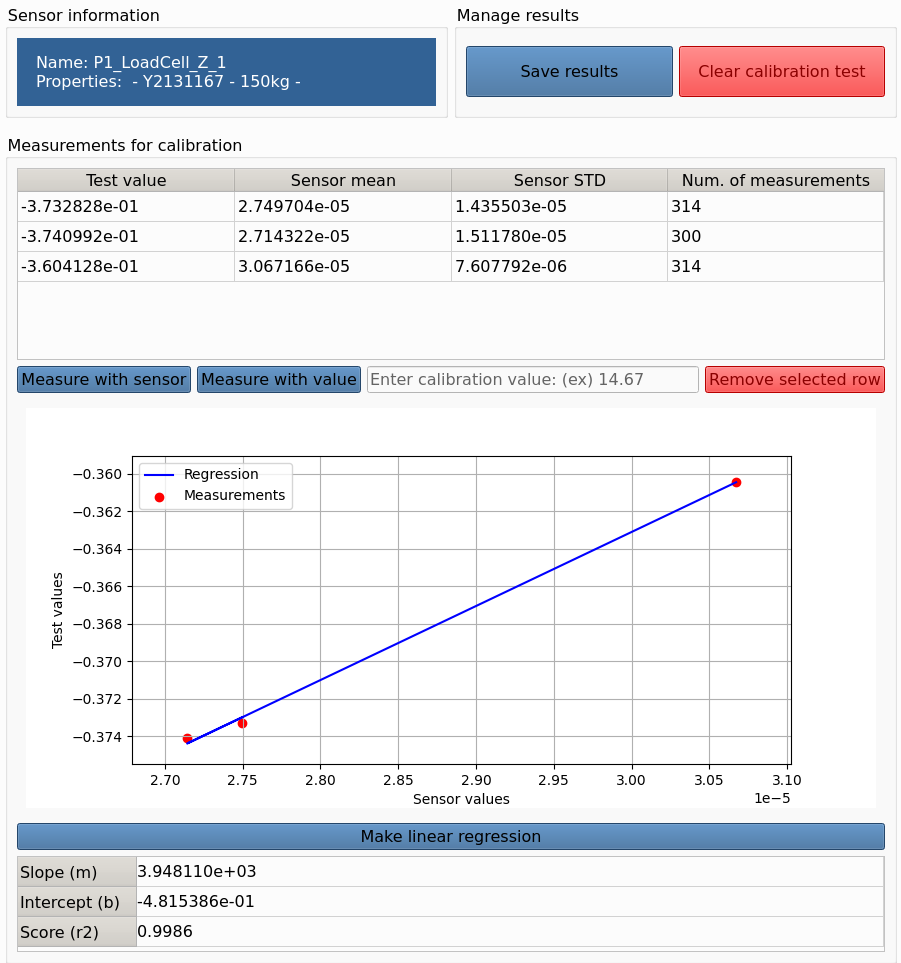 Sensor information
Name: P1_LoadCell_Z_1
Properties:  - Y2131167 - 150kg -
Manage results
Save results
Clear calibration test
Measurements for calibration
Test value Sensor mean Sensor STD Num. of measurements
-3.732828e-01 2.749704e-05 1.435503e-05 314
-3.740992e-01 2.714322e-05 1.511780e-05 300
-3.604128e-01 3.067166e-05 7.607792e-06 314
Measure with sensor Measure with value Enter calibration value: (ex) 14.67 Remove selected row
Regression
Measurements
Test values
−0.360
−0.362
−0.364
−0.366
−0.368
−0.370
−0.372
−0.374
2.70 2.75 2.80 2.85 2.90 2.95 3.00 3.05 3.10
Sensor values
1e−5
Make linear regression
Slope (m) 3.948110e+03
Intercept (b) -4.815386e-01
Score (r2) 0.9986